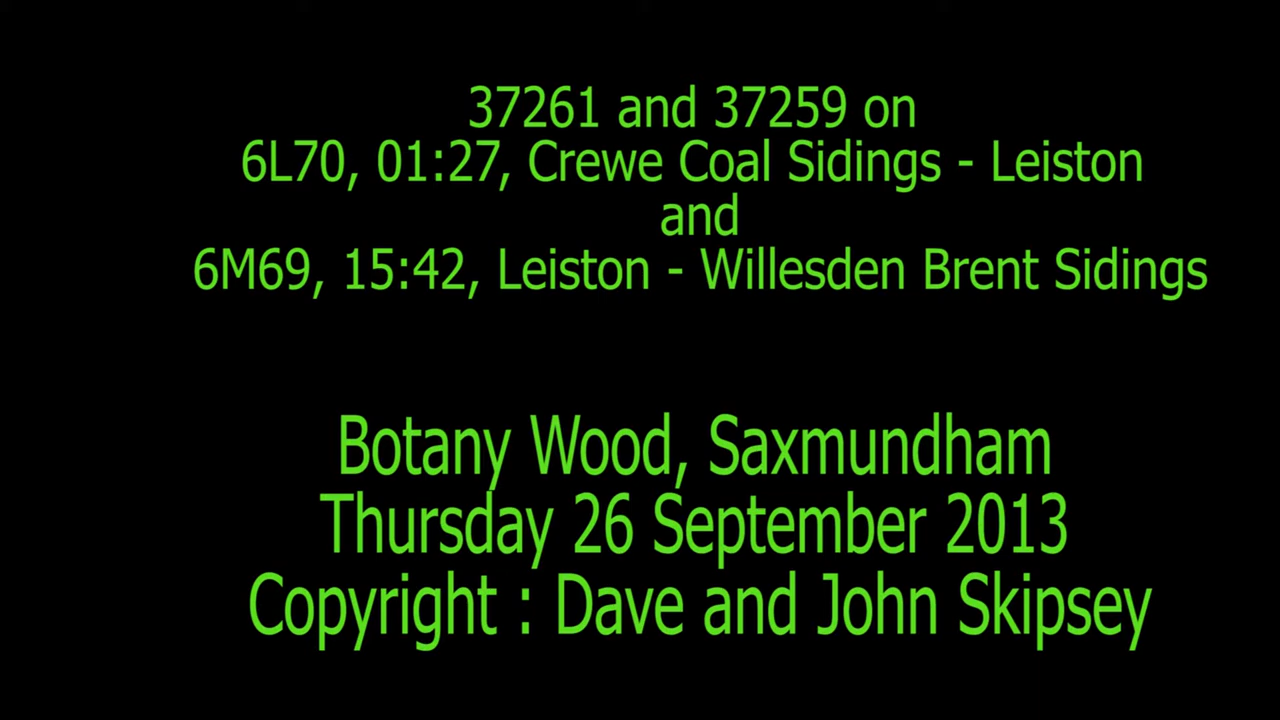 37261 and 37259 on
6L70, 01:27, Crewe Coal Sidings - Leiston
and
6M69, 15:42, Leiston - Willesden Brent Sidings
Botany Wood, Saxmundham
Thursday 26 September 2013
Copyright : Dave and John Skipsey